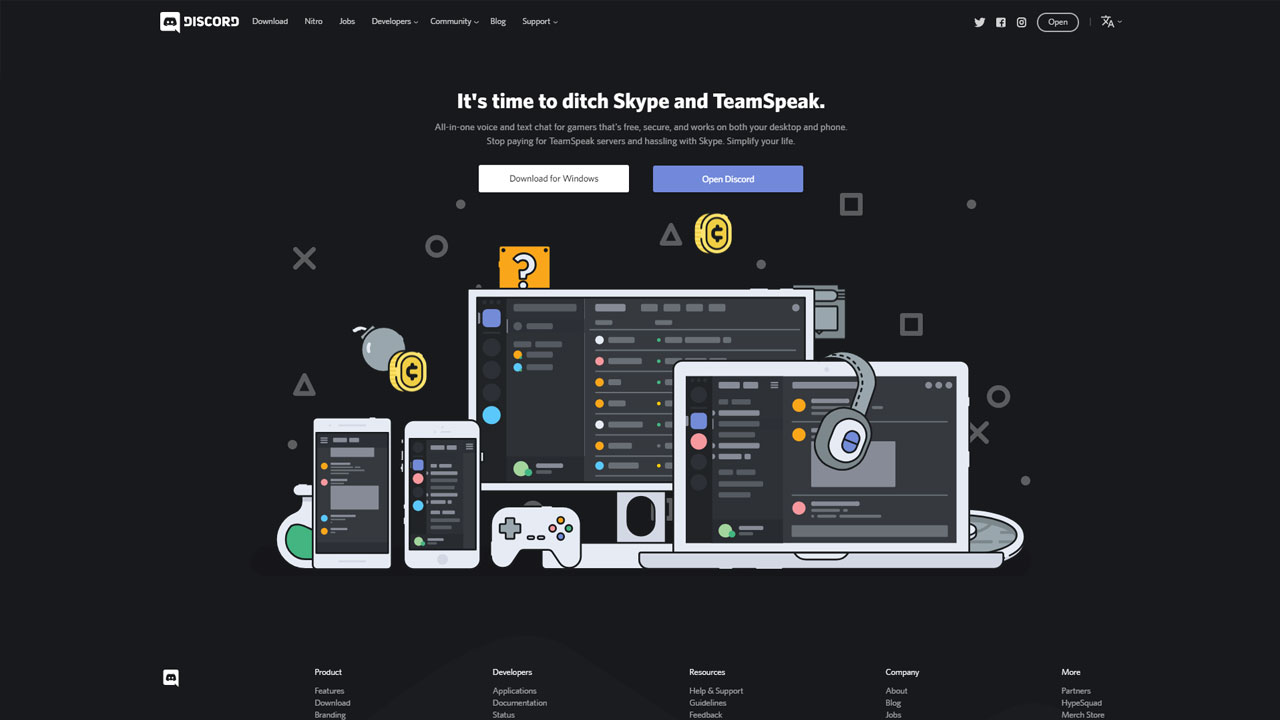 DISCORD Download Nitro Jobs Developers Community Blog Support Open
It's time to ditch Skype and TeamSpeak.
All-in-one voice and text chat for gamers that's free, secure, and works on both your desktop and phone.
Stop paying for TeamSpeak servers and hassling with Skype. Simplify your life.
Download for Windows Open Discord
?
Product Developers Resources Company More
Features Applications Help & Support About Partners
Download Documentation Guidelines Blog HypeSquad
Branding Status Feedback Jobs Merch Store